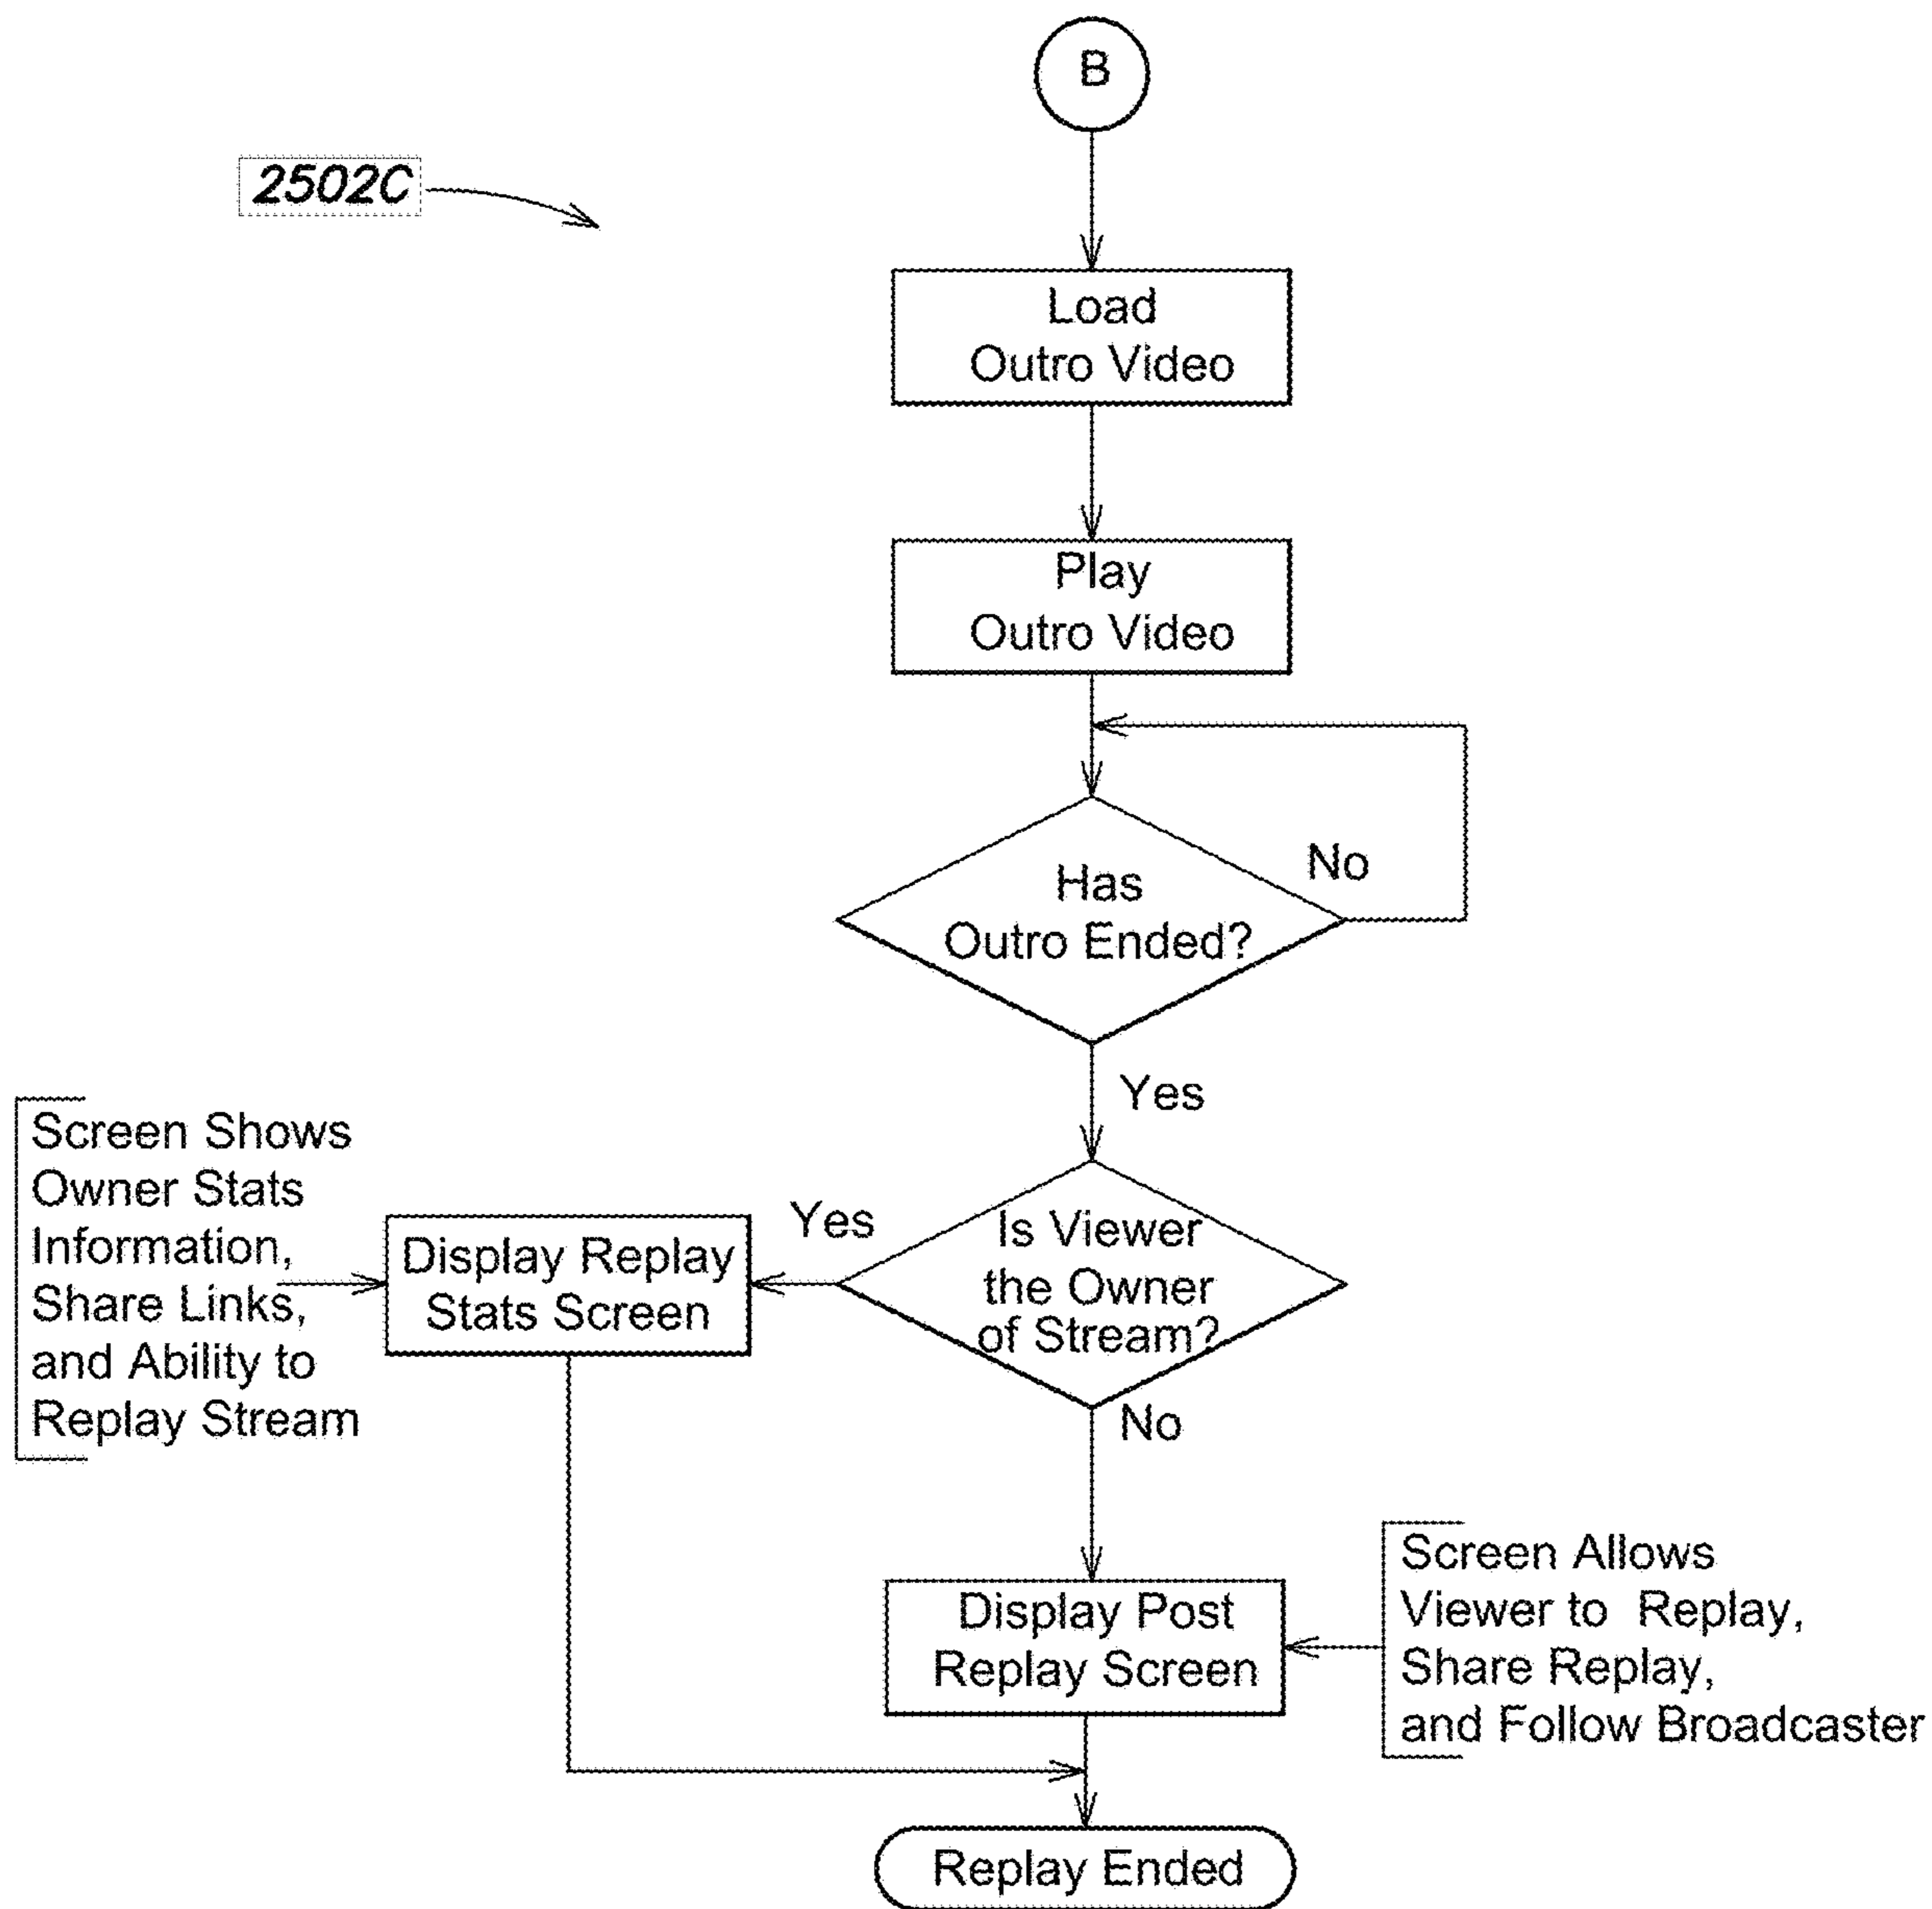 B
2502C
Load
Outro Video
Play
Outro Video
Has
Outro Ended?
No
Yes
Is Viewer
the Owner
of Stream?
Yes
Display Replay
Stats Screen
Screen Shows
Owner Stats
Information,
Share Links,
and Ability to
Replay Stream
No
Display Post
Replay Screen
Screen Allows
Viewer to Replay,
Share Replay,
and Follow Broadcaster
Replay Ended